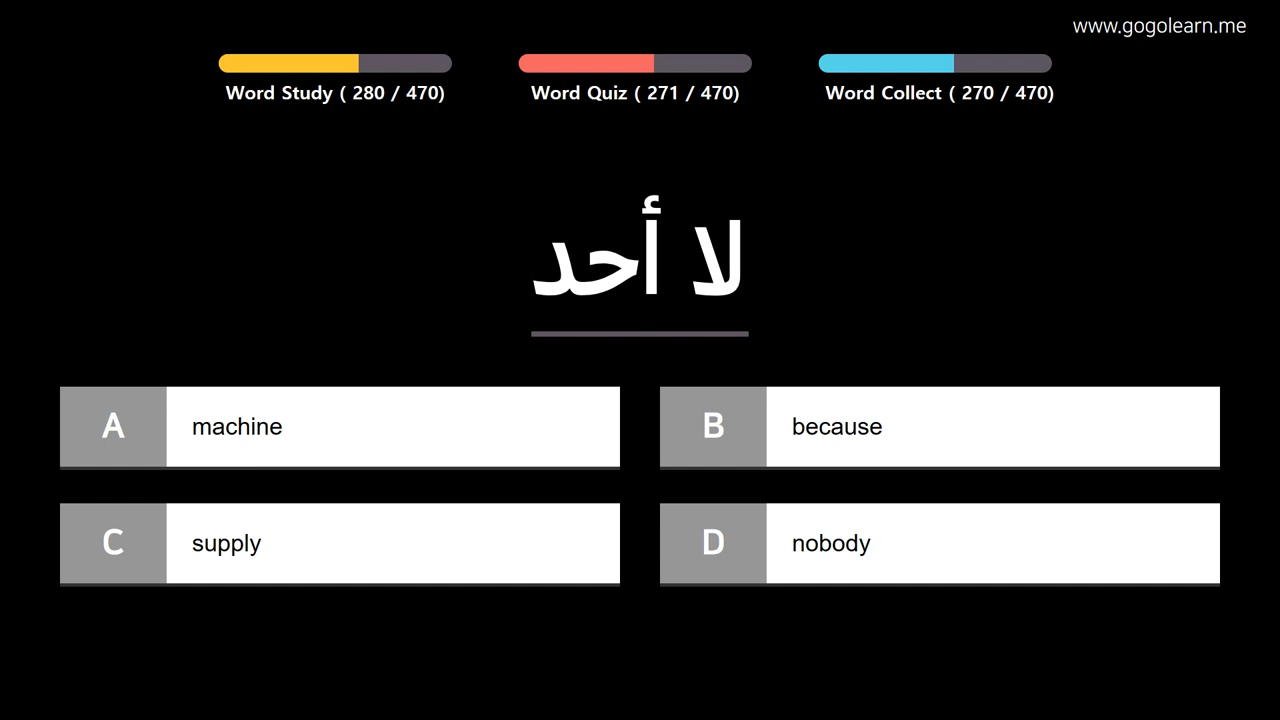 www.gogolearn.me
Word Study ( 280 / 470)
Word Quiz ( 271 / 470)
Word Collect ( 270 / 470)
لا أحد
A machine
B because
C supply
D nobody